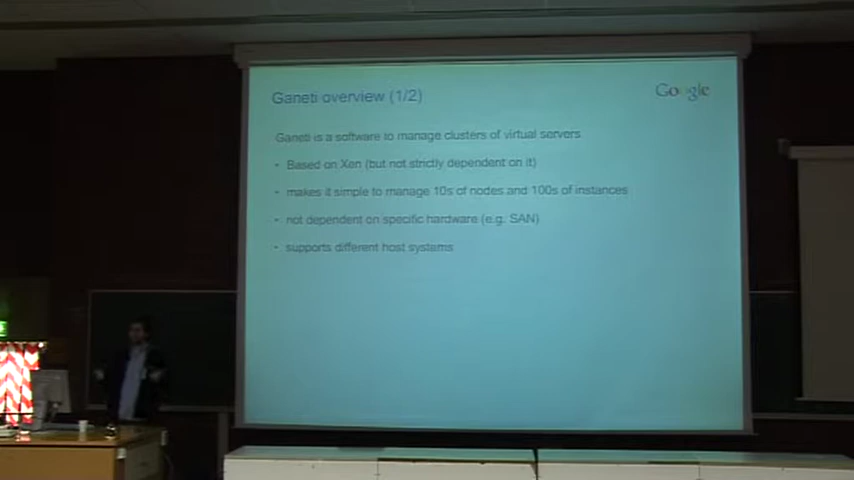 Ganeti overview (1/2)
Google
Ganeti is a software to manage clusters of virtual servers
• Based on Xen (but not strictly dependent on it)
• makes it simple to manage 10s of nodes and 100s of instances
• not dependent on specific hardware (e.g. SAN)
• supports different host systems